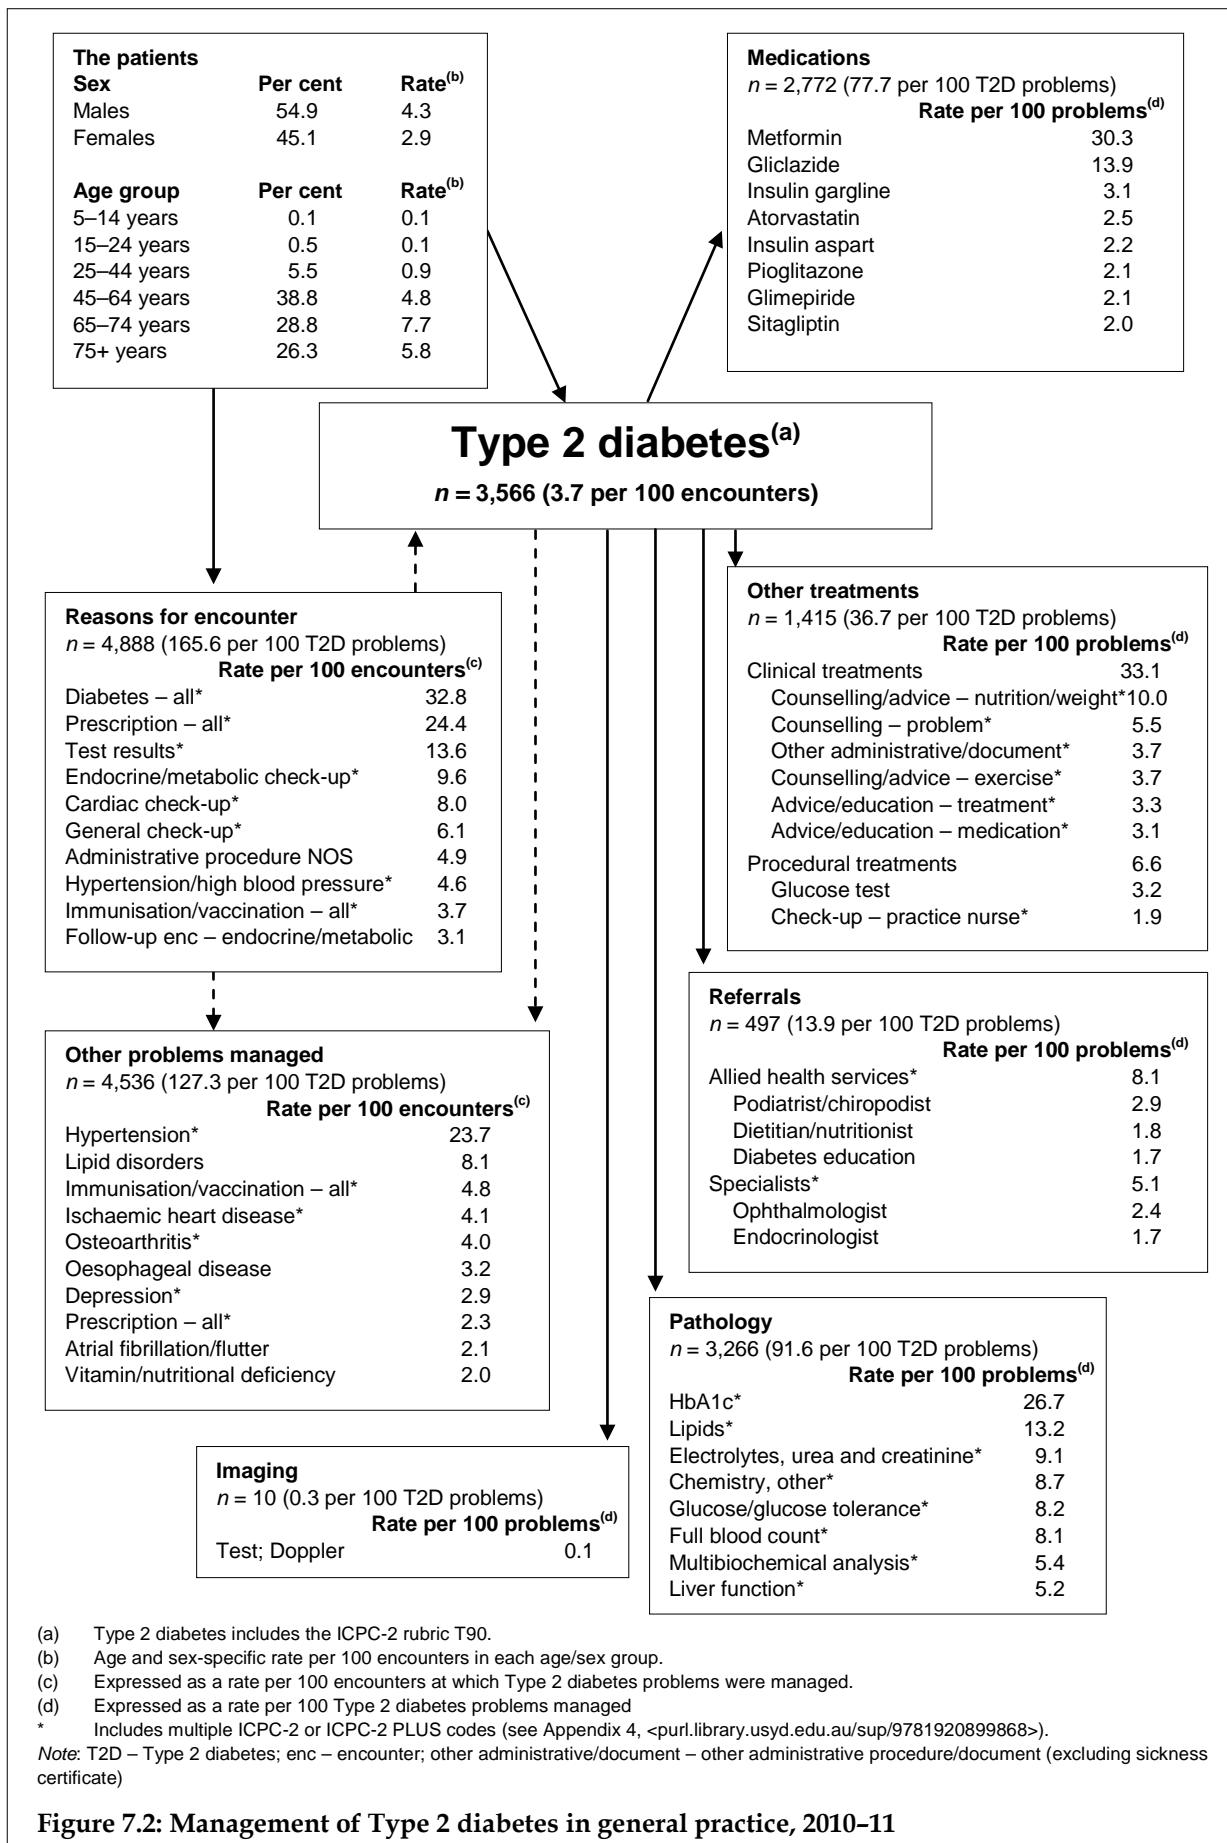 The patients
Sex Per cent Rate(b)
Males 54.9 4.3
Females 45.1 2.9
Age group Per cent Rate(b)
5–14 years 0.1 0.1
15–24 years 0.5 0.1
25–44 years 5.5 0.9
45–64 years 38.8 4.8
65–74 years 28.8 7.7
75+ years 26.3 5.8
Medications
n = 2,772 (77.7 per 100 T2D problems)
Rate per 100 problems(d)
Metformin 30.3
Gliclazide 13.9
Insulin gargline 3.1
Atorvastatin 2.5
Insulin aspart 2.2
Pioglitazone 2.1
Glimepiride 2.1
Sitagliptin 2.0
Type 2 diabetes(a)
n = 3,566 (3.7 per 100 encounters)
Reasons for encounter
n = 4,888 (165.6 per 100 T2D problems)
Rate per 100 encounters(c)
Diabetes – all* 32.8
Prescription – all* 24.4
Test results* 13.6
Endocrine/metabolic check-up* 9.6
Cardiac check-up* 8.0
General check-up* 6.1
Administrative procedure NOS 4.9
Hypertension/high blood pressure* 4.6
Immunisation/vaccination – all* 3.7
Follow-up enc – endocrine/metabolic 3.1
Other treatments
n = 1,415 (36.7 per 100 T2D problems)
Rate per 100 problems(d)
Clinical treatments 33.1
Counselling/advice – nutrition/weight* 10.0
Counselling – problem* 5.5
Other administrative/document* 3.7
Counselling/advice – exercise* 3.7
Advice/education – treatment* 3.3
Advice/education – medication* 3.1
Procedural treatments 6.6
Glucose test 3.2
Check-up – practice nurse* 1.9
Referrals
n = 497 (13.9 per 100 T2D problems)
Rate per 100 problems(d)
Allied health services* 8.1
Podiatrist/chiropodist 2.9
Dietitian/nutritionist 1.8
Diabetes education 1.7
Specialists* 5.1
Ophthalmologist 2.4
Endocrinologist 1.7
Other problems managed
n = 4,536 (127.3 per 100 T2D problems)
Rate per 100 encounters(c)
Hypertension* 23.7
Lipid disorders 8.1
Immunisation/vaccination – all* 4.8
Ischaemic heart disease* 4.1
Osteoarthritis* 4.0
Oesophageal disease 3.2
Depression* 2.9
Prescription – all* 2.3
Atrial fibrillation/flutter 2.1
Vitamin/nutritional deficiency 2.0
Pathology
n = 3,266 (91.6 per 100 T2D problems)
Rate per 100 problems(d)
HbA1c* 26.7
Lipids* 13.2
Electrolytes, urea and creatinine* 9.1
Chemistry, other* 8.7
Glucose/glucose tolerance* 8.2
Full blood count* 8.1
Multibiochemical analysis* 5.4
Liver function* 5.2
Imaging
n = 10 (0.3 per 100 T2D problems)
Rate per 100 problems(d)
Test; Doppler 0.1
(a) Type 2 diabetes includes the ICPC-2 rubric T90.
(b) Age and sex-specific rate per 100 encounters in each age/sex group.
(c) Expressed as a rate per 100 encounters at which Type 2 diabetes problems were managed.
(d) Expressed as a rate per 100 Type 2 diabetes problems managed
* Includes multiple ICPC-2 or ICPC-2 PLUS codes (see Appendix 4, <purl.library.usyd.edu.au/sup/9781920899868>).
Note: T2D – Type 2 diabetes; enc – encounter; other administrative/document – other administrative procedure/document (excluding sickness
certificate)
Figure 7.2: Management of Type 2 diabetes in general practice, 2010–11